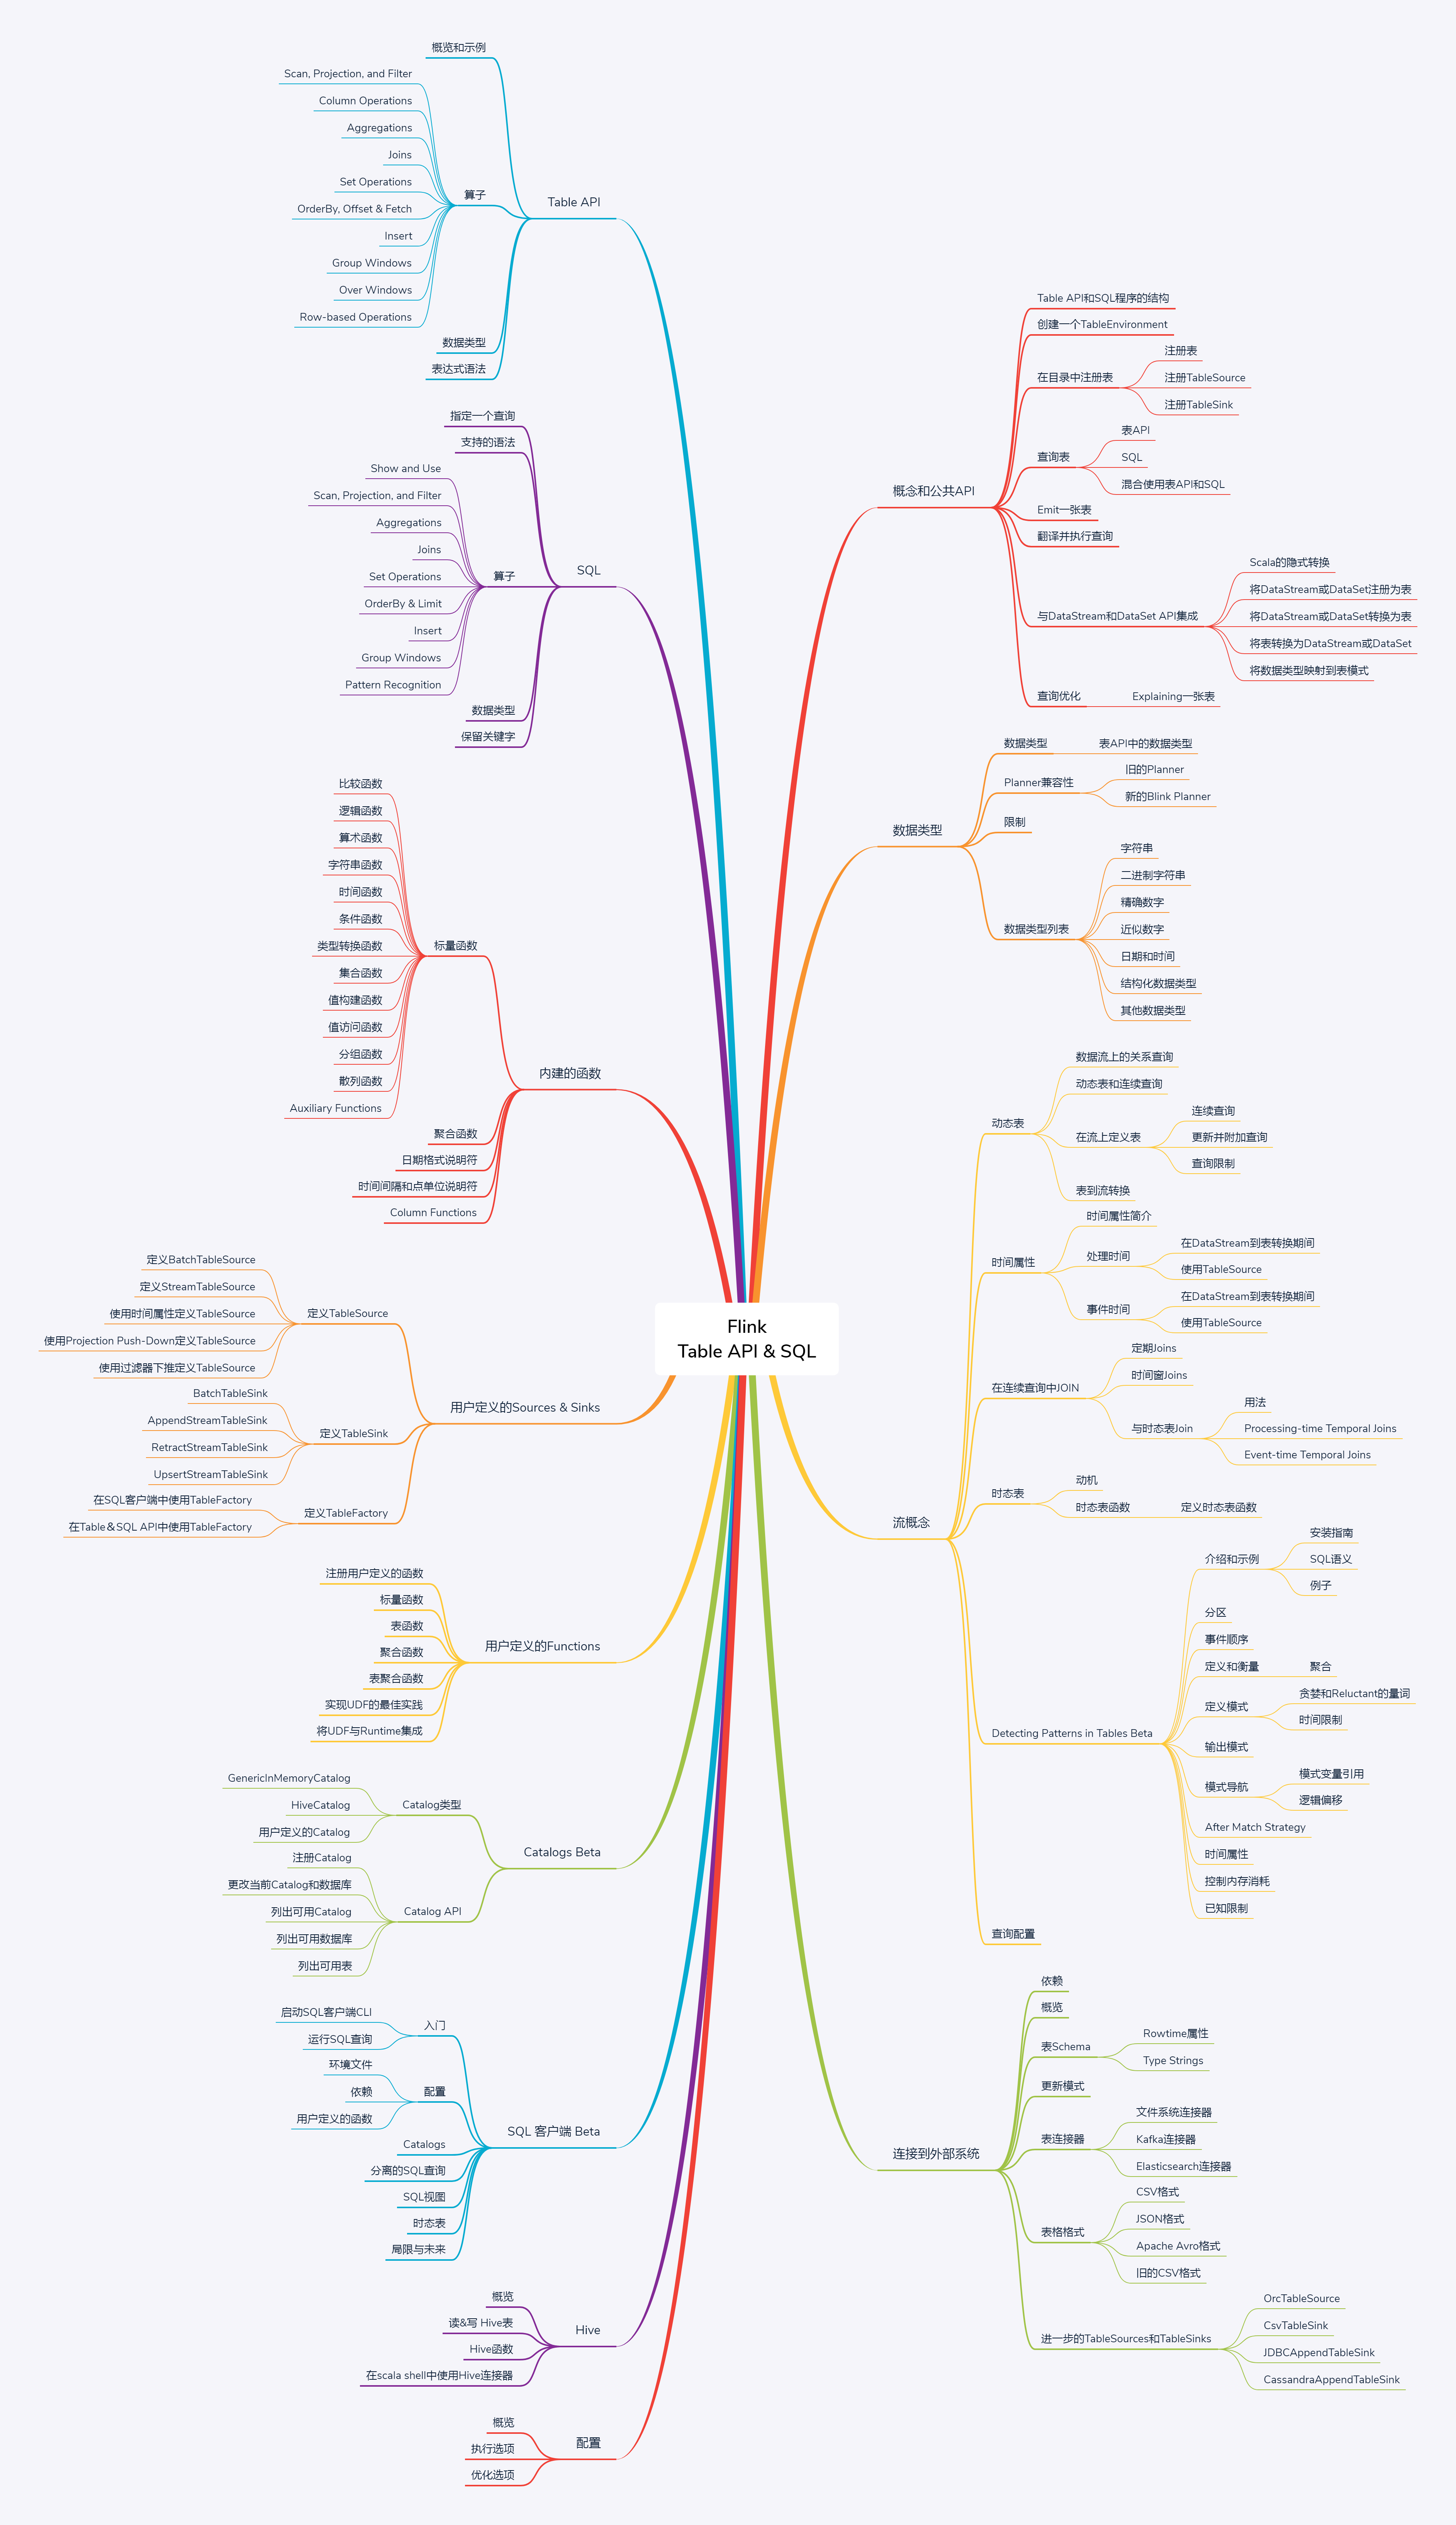 Flink
Table API & SQL
概念和公共API
Table API和SQL程序的结构
创建一个TableEnvironment
在目录中注册表
注册表
注册TableSource
注册TableSink
查询表
表API
SQL
混合使用表API和SQL
Emit一张表
翻译并执行查询
与DataStream和DataSet API集成
Scala的隐式转换
将DataStream或DataSet注册为表
将DataStream或DataSet转换为表
将表转换为DataStream或DataSet
将数据类型映射到表模式
查询优化
Explaining一张表
数据类型
数据类型
表API中的数据类型
Planner兼容性
旧的Planner
新的Blink Planner
限制
数据类型列表
字符串
二进制字符串
精确数字
近似数字
日期和时间
结构化数据类型
其他数据类型
流概念
动态表
数据流上的关系查询
动态表和连续查询
在流上定义表
连续查询
更新并附加查询
查询限制
表到流转换
时间属性
时间属性简介
处理时间
在DataStream到表转换期间
使用TableSource
事件时间
在DataStream到表转换期间
使用TableSource
在连续查询中JOIN
定期Joins
时间窗Joins
与时态表Join
用法
Processing-time Temporal Joins
Event-time Temporal Joins
时态表
动机
时态表函数
定义时态表函数
Detecting Patterns in Tables Beta
介绍和示例
安装指南
SQL语义
例子
分区
事件顺序
定义和衡量
聚合
定义模式
贪婪和Reluctant的量词
时间限制
输出模式
模式导航
模式变量引用
逻辑偏移
After Match Strategy
时间属性
控制内存消耗
已知限制
查询配置
连接到外部系统
依赖
概览
表Schema
Rowtime属性
Type Strings
更新模式
表连接器
文件系统连接器
Kafka连接器
Elasticsearch连接器
表格格式
CSV格式
JSON格式
Apache Avro格式
旧的CSV格式
进一步的TableSources和TableSinks
OrcTableSource
CsvTableSink
JDBCAppendTableSink
CassandraAppendTableSink
Table API
概览和示例
算子
Scan, Projection, and Filter
Column Operations
Aggregations
Joins
Set Operations
OrderBy, Offset & Fetch
Insert
Group Windows
Over Windows
Row-based Operations
数据类型
表达式语法
SQL
指定一个查询
支持的语法
算子
Show and Use
Scan, Projection, and Filter
Aggregations
Joins
Set Operations
OrderBy & Limit
Insert
Group Windows
Pattern Recognition
数据类型
保留关键字
内建的函数
标量函数
比较函数
逻辑函数
算术函数
字符串函数
时间函数
条件函数
类型转换函数
集合函数
值构建函数
值访问函数
分组函数
散列函数
Auxiliary Functions
聚合函数
日期格式说明符
时间间隔和点单位说明符
Column Functions
用户定义的Sources & Sinks
定义TableSource
定义BatchTableSource
定义StreamTableSource
使用时间属性定义TableSource
使用Projection Push-Down定义TableSource
使用过滤器下推定义TableSource
定义TableSink
BatchTableSink
AppendStreamTableSink
RetractStreamTableSink
UpsertStreamTableSink
定义TableFactory
在SQL客户端中使用TableFactory
在Table＆SQL API中使用TableFactory
用户定义的Functions
注册用户定义的函数
标量函数
表函数
聚合函数
表聚合函数
实现UDF的最佳实践
将UDF与Runtime集成
Catalogs Beta
Catalog类型
GenericInMemoryCatalog
HiveCatalog
用户定义的Catalog
Catalog API
注册Catalog
更改当前Catalog和数据库
列出可用Catalog
列出可用数据库
列出可用表
SQL 客户端 Beta
入门
启动SQL客户端CLI
运行SQL查询
配置
环境文件
依赖
用户定义的函数
Catalogs
分离的SQL查询
SQL视图
时态表
局限与未来
Hive
概览
读&写 Hive表
Hive函数
在scala shell中使用Hive连接器
配置
概览
执行选项
优化选项